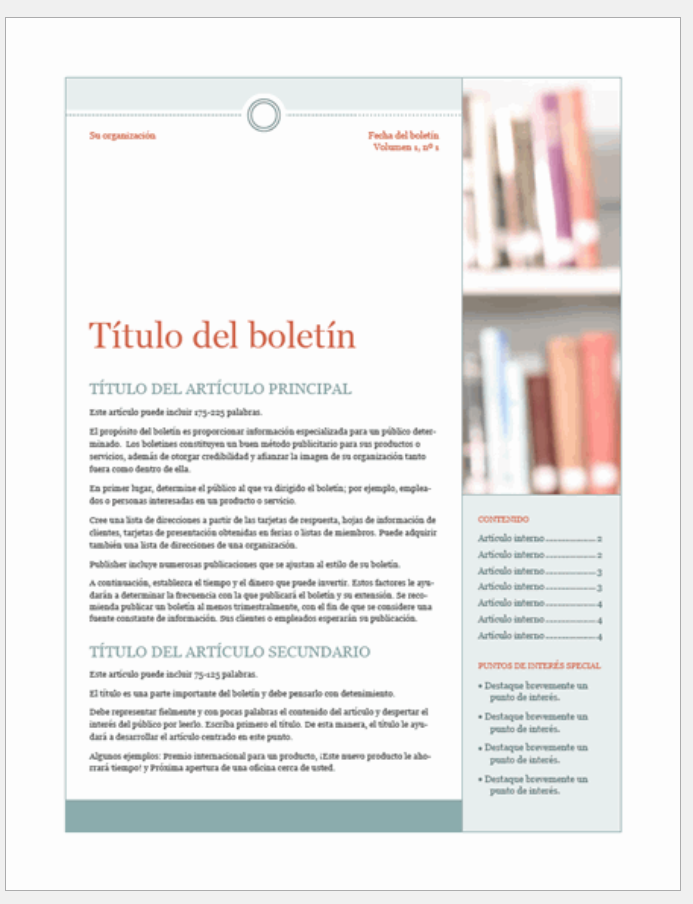 Su organización
Fecha del boletín
Volumen 1, nº 1
Título del boletín
TÍTULO DEL ARTÍCULO PRINCIPAL
Este artículo puede incluir 175-225 palabras.
El propósito del boletín es proporcionar información especializada para un público deter-
minado. Los boletines constituyen un buen método publicitario para sus productos o
servicios, además de otorgar credibilidad y afianzar la imagen de su organización tanto
fuera como dentro de ella.
En primer lugar, determine el público al que va dirigido el boletín; por ejemplo, emplea-
dos o personas interesadas en un producto o servicio.
Cree una lista de direcciones a partir de las tarjetas de respuesta, hojas de información de
clientes, tarjetas de presentación obtenidas en ferias o listas de miembros. Puede adquirir
también una lista de direcciones de una organización.
Publisher incluye numerosas publicaciones que se ajustan al estilo de su boletín.
A continuación, establezca el tiempo y el dinero que puede invertir. Estos factores le ayu-
darán a determinar la frecuencia con la que publicará el boletín y su extensión. Se reco-
mienda publicar un boletín al menos trimestralmente, con el fin de que se considere una
fuente constante de información. Sus clientes o empleados esperarán su publicación.
TÍTULO DEL ARTÍCULO SECUNDARIO
Este artículo puede incluir 75-125 palabras.
El título es una parte importante del boletín y debe pensarlo con detenimiento.
Debe representar fielmente y con pocas palabras el contenido del artículo y despertar el
interés del público por leerlo. Escriba primero el título. De esta manera, el título le ayu-
dará a desarrollar el artículo centrado en este punto.
Algunos ejemplos: Premio internacional para un producto, ¡Este nuevo producto le aho-
rrará tiempo! y Próxima apertura de una oficina cerca de usted.
CONTENIDO
Artículo interno....................2
Artículo interno....................2
Artículo interno....................3
Artículo interno....................3
Artículo interno....................4
Artículo interno....................4
Artículo interno....................4
PUNTOS DE INTERÉS SPECIAL
• Destaque brevemente un
punto de interés.
• Destaque brevemente un
punto de interés.
• Destaque brevemente un
punto de interés.
• Destaque brevemente un
punto de interés.